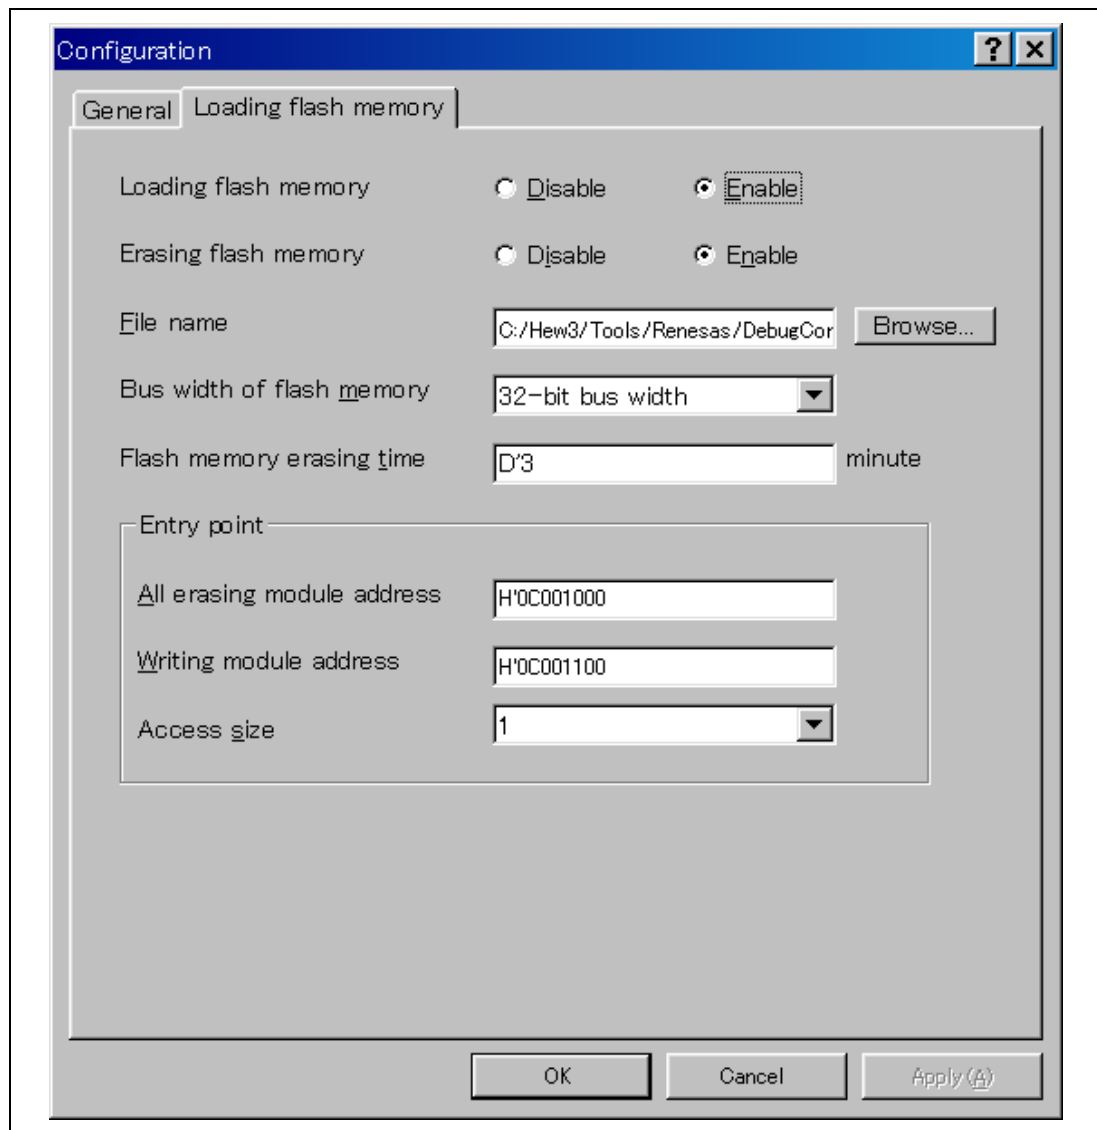 Configuration
General Loading flash memory
Loading flash memory Disable Enable
Erasing flash memory Disable Enable
File name C:/Hew3/Tools/Renesas/DebugCor Browse...
Bus width of flash memory 32-bit bus width
Flash memory erasing time D'3 minute
Entry point
All erasing module address H'0C001000
Writing module address H'0C001100
Access size 1
OK Cancel Apply(A)